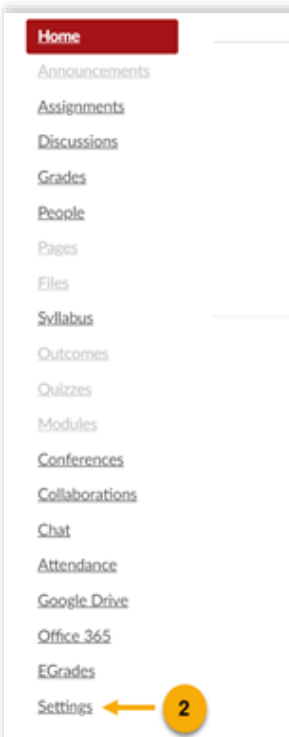 Home
Announcements
Assignments
Discussions
Grades
People
Pages
Files
Syllabus
Outcomes
Quizzes
Modules
Conferences
Collaborations
Chat
Attendance
Google Drive
Office 365
EGrades
Settings 2